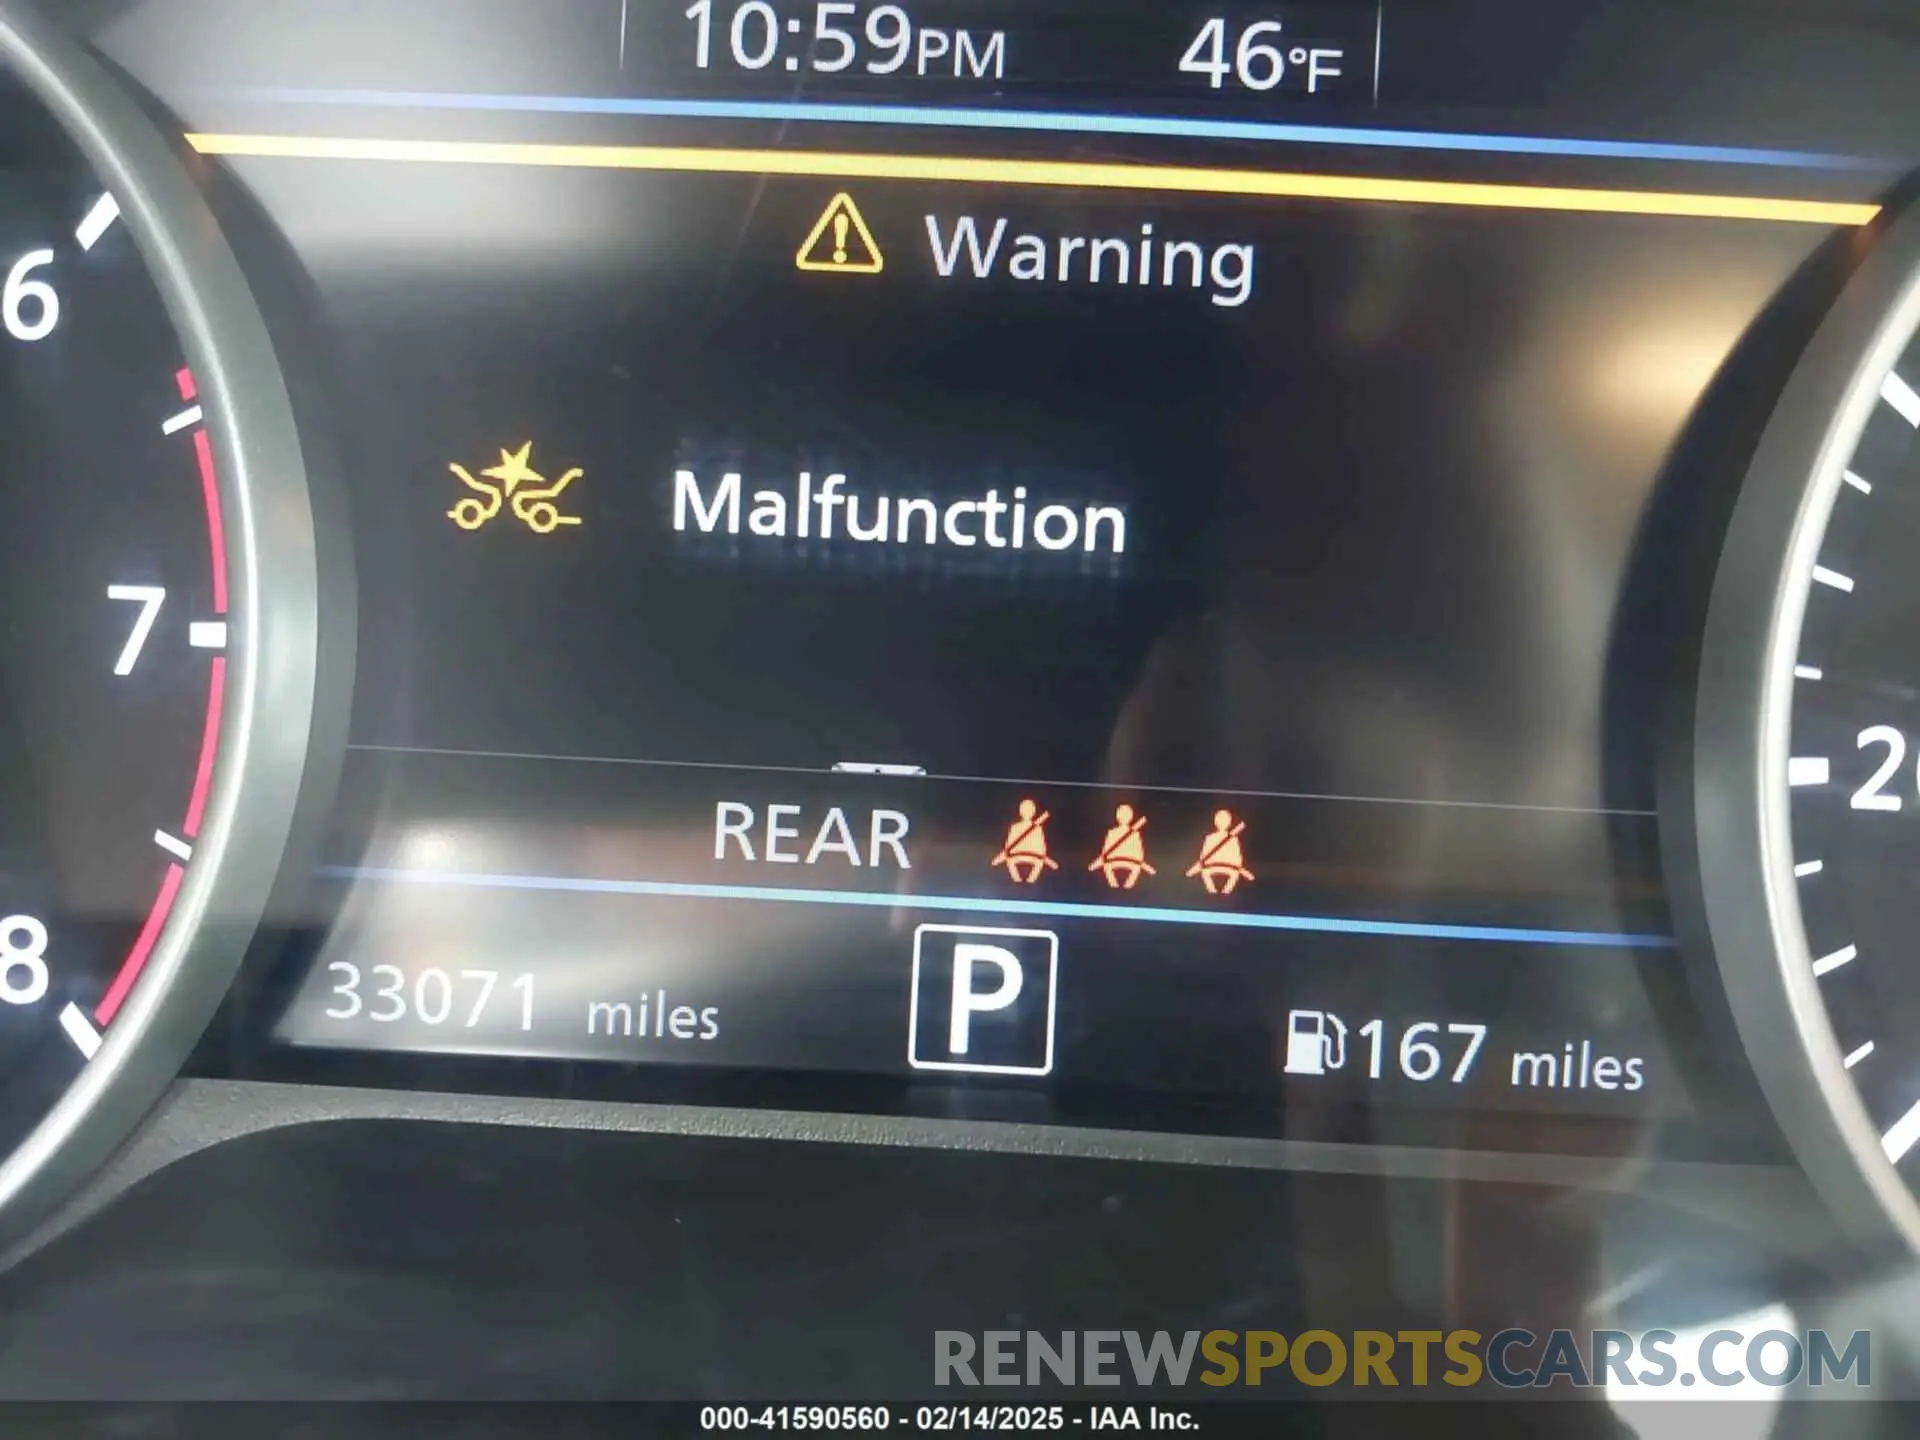 10:59PM 46°F
Warning
6
Malfunction
7
20
REAR
8
33071 miles P 167 miles
RENEWSPORTSCARS.COM
000-41590560 - 02/14/2025 - IAA Inc.